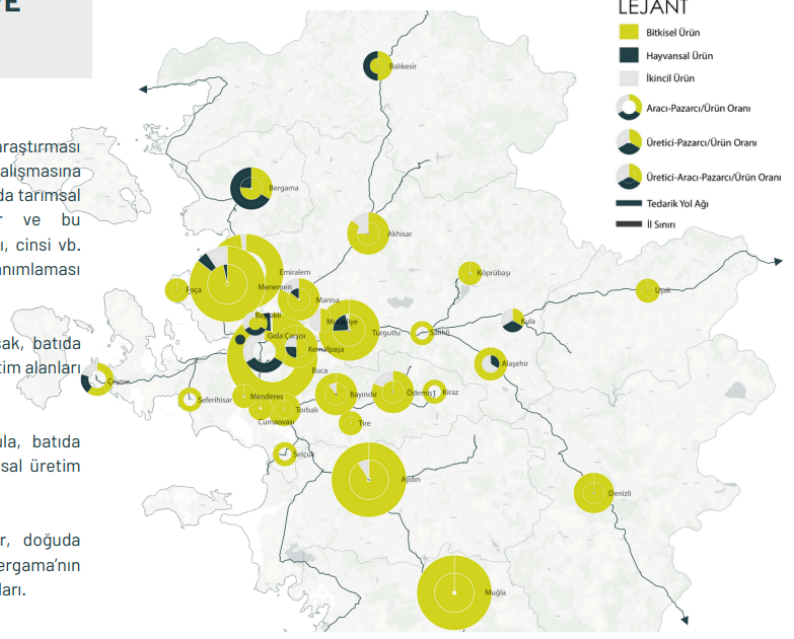 E
araştırması
alışmasına
da tarımsal
r ve bu
ı, cinsi vb.
anımlaması
sak, batıda
tim alanları
ula, batıda
sal üretim
r, doğuda
ergama'nın
ları.
LEJANT
Bitkisel Ürün
Hayvansal Ürün
İkincil Ürün
Aracı-Pazarcı/Ürün Oranı
Üretici-Pazarcı/Ürün Oranı
Üretici-Aracı-Pazarcı/Ürün Oranı
Tedarik Yol Ağı
İl Sınırı
Balıkesir
Bergama
Akhisar
Köprübaşı
Emiralem
Foça
Menemen
Uşak
Manisa
Turgutlu
Salihli
Kula
Gıda Çarşısı
Kemalpaşa
Buca
Alaşehir
Çeşme
Seferihisar
Menderes
Bayındır
Ödemiş
Kiraz
Torbalı
Cumaovası
Tire
Selçuk
Aydın
Denizli
Muğla